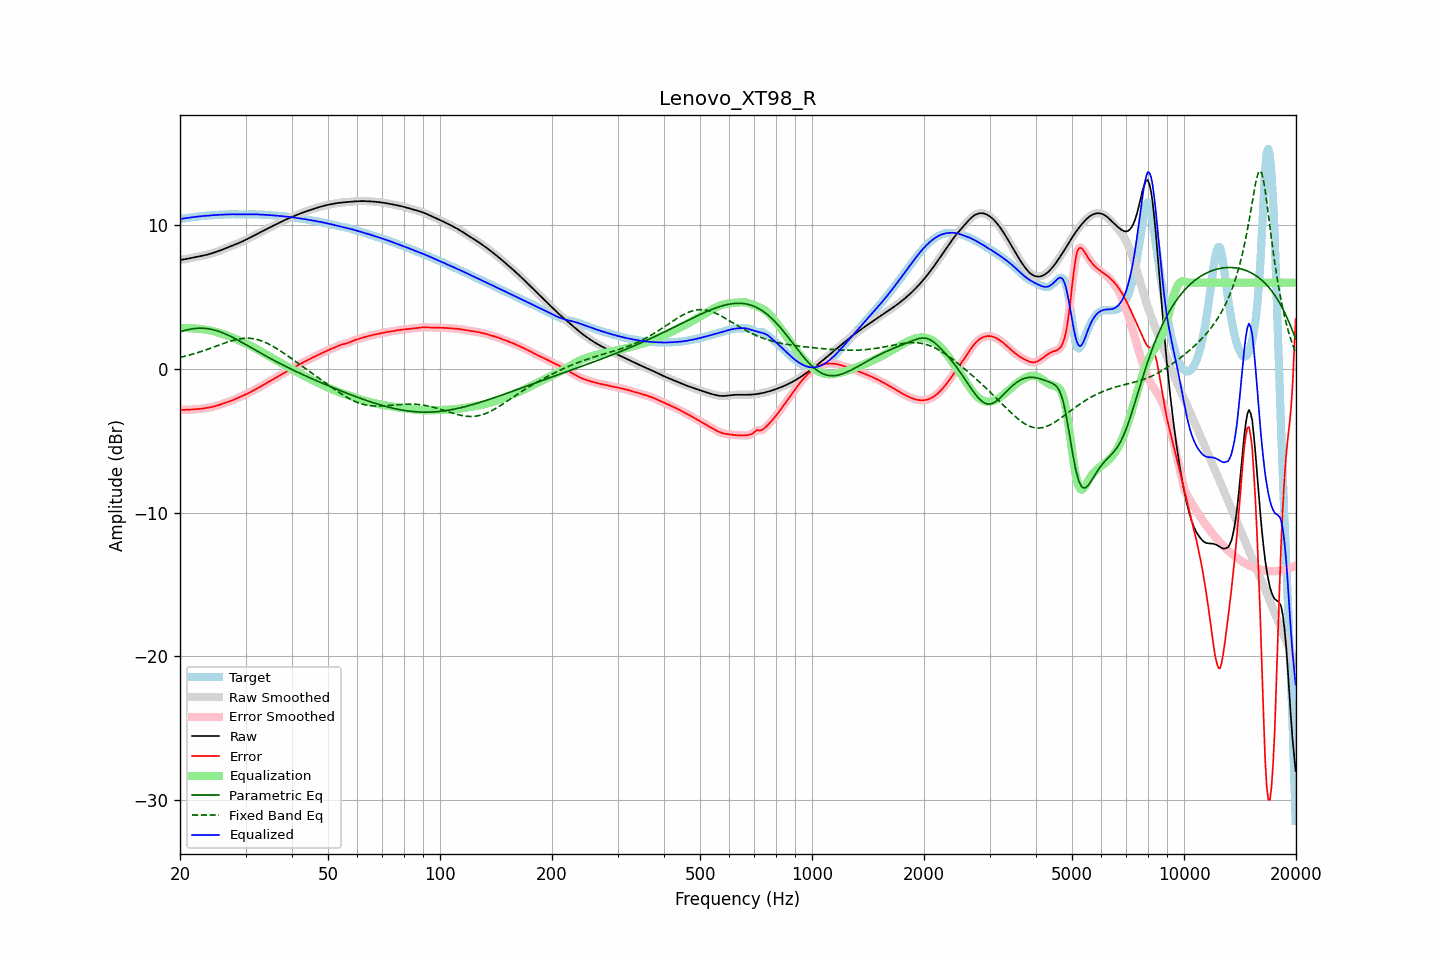 Lenovo_XT98_R
Amplitude (dBr)
10
0
−10
−20
−30
Target
Raw Smoothed
Error Smoothed
Raw
Error
Equalization
Parametric Eq
Fixed Band Eq
Equalized
20 50 100 200 500 1000 2000 5000 10000 20000
Frequency (Hz)